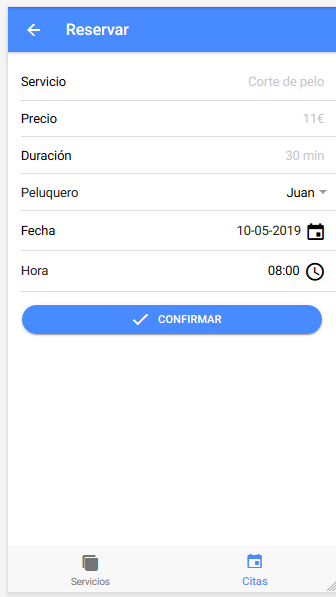 Reservar
Servicio Corte de pelo
Precio 11€
Duración 30 min
Peluquero Juan
Fecha 10-05-2019
Hora 08:00
CONFIRMAR
Servicios Citas